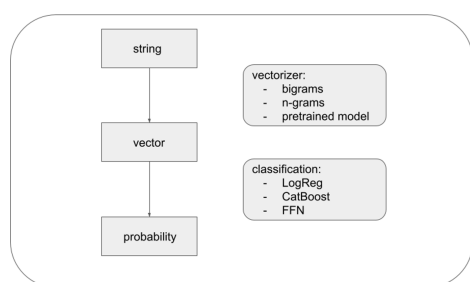 string
vectorizer:
- bigrams
- n-grams
- pretrained model
vector
classification:
- LogReg
- CatBoost
- FFN
probability